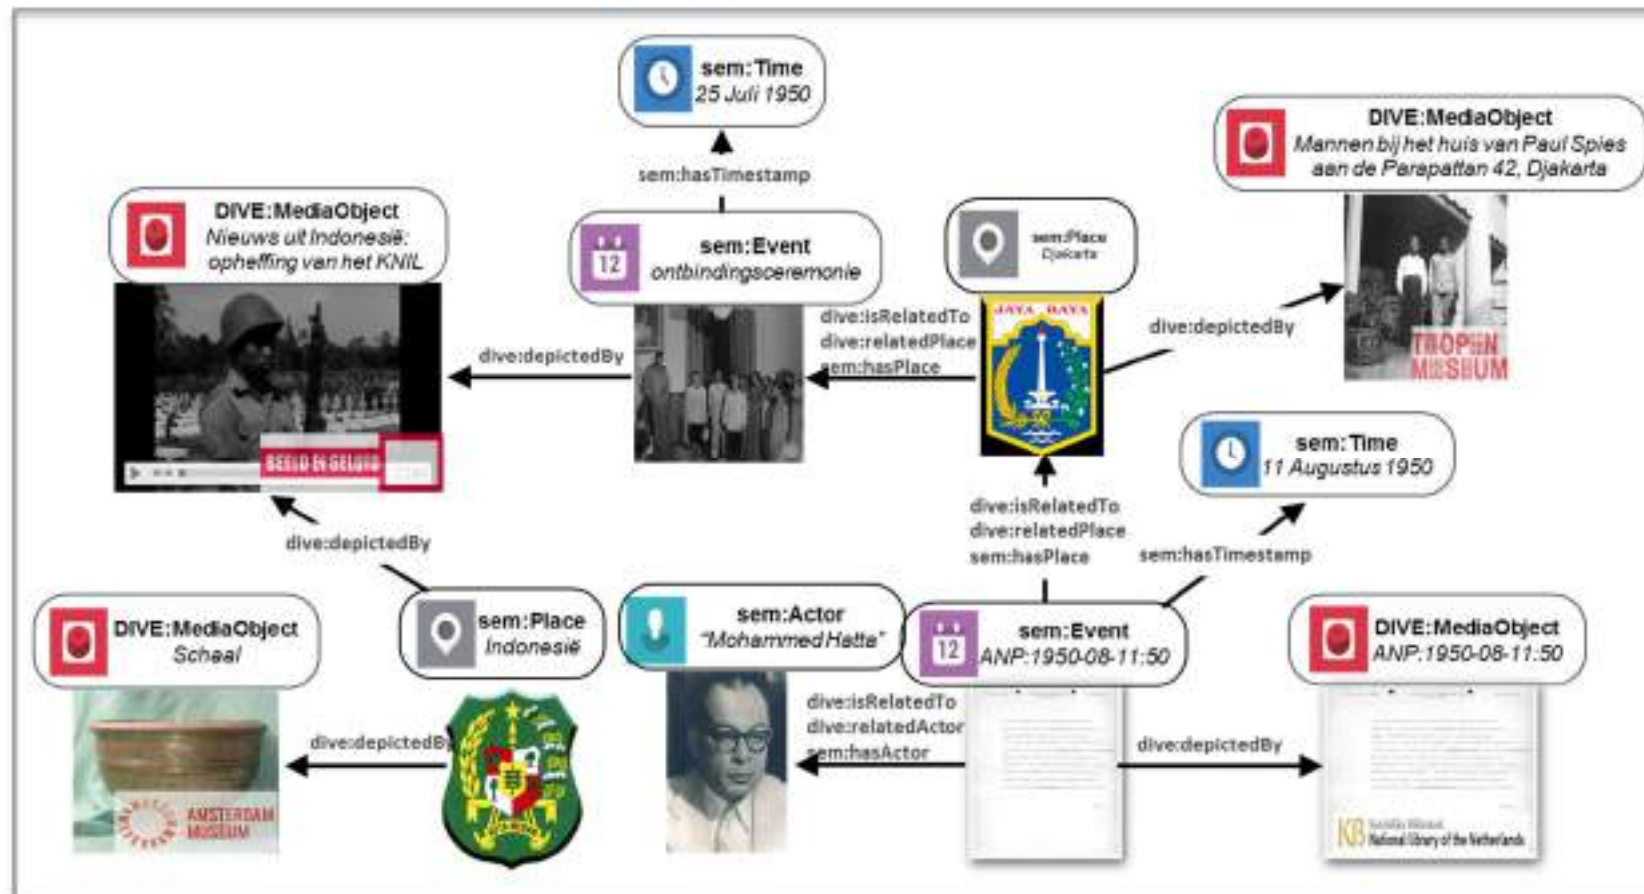 sem:Time
25 Juli 1950
sem:hasTimestamp
DIVE:MediaObject
Mannen bij het huis van Paul Spies
aan de Parapattan 42, Djakarta
DIVE:MediaObject
Nieuws uit Indonesië:
opheffing van het KNIL
sem:Event
ontbindingsceremonie
12
sem:Place
Djakarta
dive:depictedBy
dive:isRelatedTo
dive:relatedPlace
sem:hasPlace
JAYA RAYA
dive:depictedBy
TROPEN
MUSEUM
BEELD EN GELUID
sem:Time
11 Augustus 1950
dive:depictedBy
dive:isRelatedTo
dive:relatedPlace
sem:hasPlace
sem:hasTimestamp
DIVE:MediaObject
Schaal
sem:Place
Indonesië
sem:Actor
"Mohammed Hatta"
12
sem:Event
ANP:1950-08-11:50
DIVE:MediaObject
ANP:1950-08-11:50
dive:depictedBy
dive:isRelatedTo
dive:relatedActor
sem:hasActor
dive:depictedBy
AMSTERDAM
MUSEUM
KB
National Library of the Netherlands